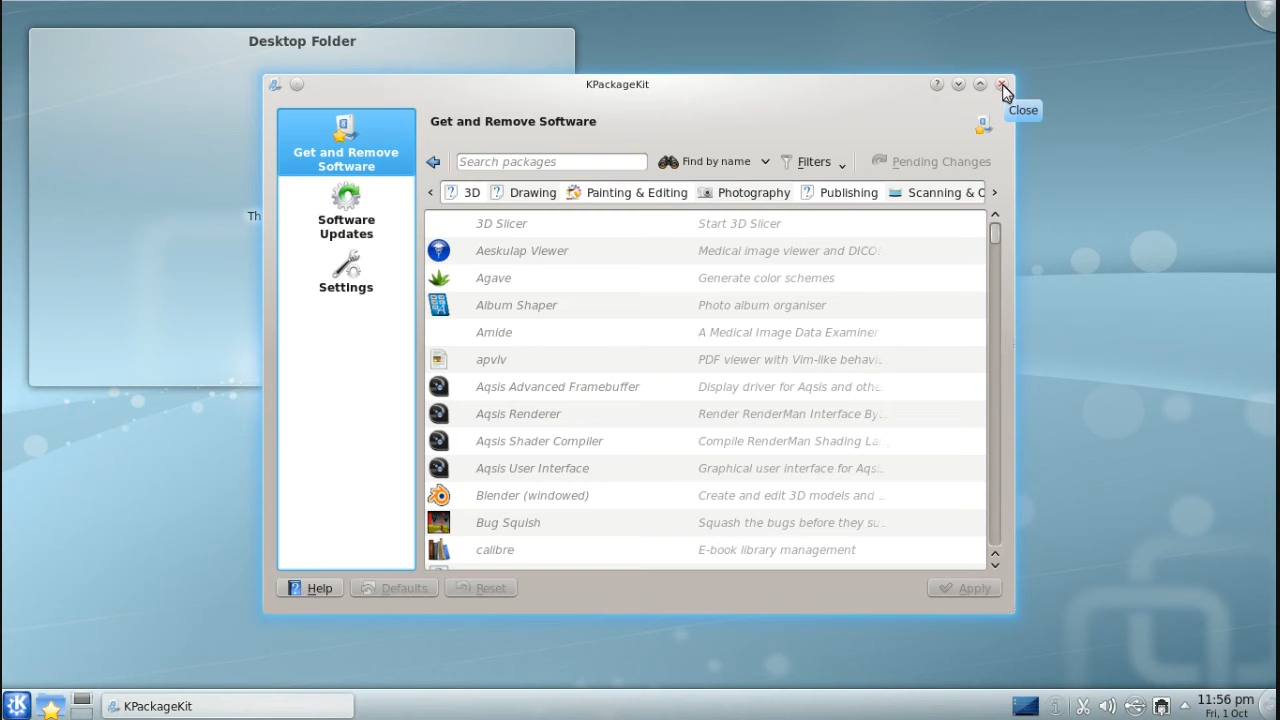 Desktop Folder
KPackageKit
Close
Get and Remove Software
Get and Remove
Software
Software
Updates
Settings
Th
Search packages
Find by name
Filters
Pending Changes
3D Drawing Painting & Editing Photography Publishing Scanning & O
3D Slicer Start 3D Slicer
Aeskulap Viewer Medical image viewer and DICO
Agave Generate color schemes
Album Shaper Photo album organiser
Amide A Medical Image Data Examiner
apvlv PDF viewer with Vim-like behavi...
Aqsis Advanced Framebuffer Display driver for Aqsis and othe...
Aqsis Renderer Render RenderMan Interface By...
Aqsis Shader Compiler Compile RenderMan Shading La...
Aqsis User Interface Graphical user interface for Aqsi...
Blender (windowed) Create and edit 3D models and ...
Bug Squish Squash the bugs before they su...
calibre E-book library management
Help Defaults Reset Apply
KPackageKit
11:56 pm
Fri, 1 Oct